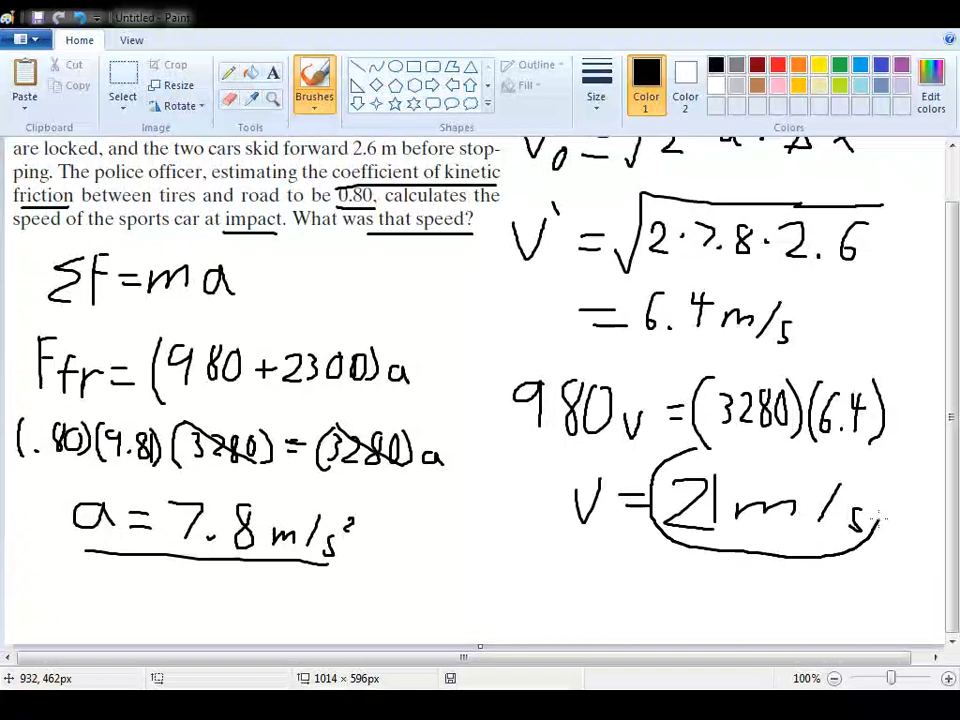 Untitled - Paint
Home View
Paste
Cut
Copy
Clipboard
Select
Crop
Resize
Rotate
Image
A
Tools
Brushes
Outline
Fill
Shapes
Size
Color 1
Color 2
Edit colors
Colors
are locked, and the two cars skid forward 2.6 m before stop-
ping. The police officer, estimating the coefficient of kinetic
friction between tires and road to be 0.80, calculates the
speed of the sports car at impact. What was that speed?
ΣF = ma
Ffr = (980 + 2300)a
(.80)(9.8)(3280) = (3280)a
a = 7.8 m/s²
V₀ = √2 a · Δx
V' = √2·7.8·2.6
= 6.4 m/s
980v = (3280)(6.4)
v = 21 m/s
932, 462px
1014 × 596px
100%